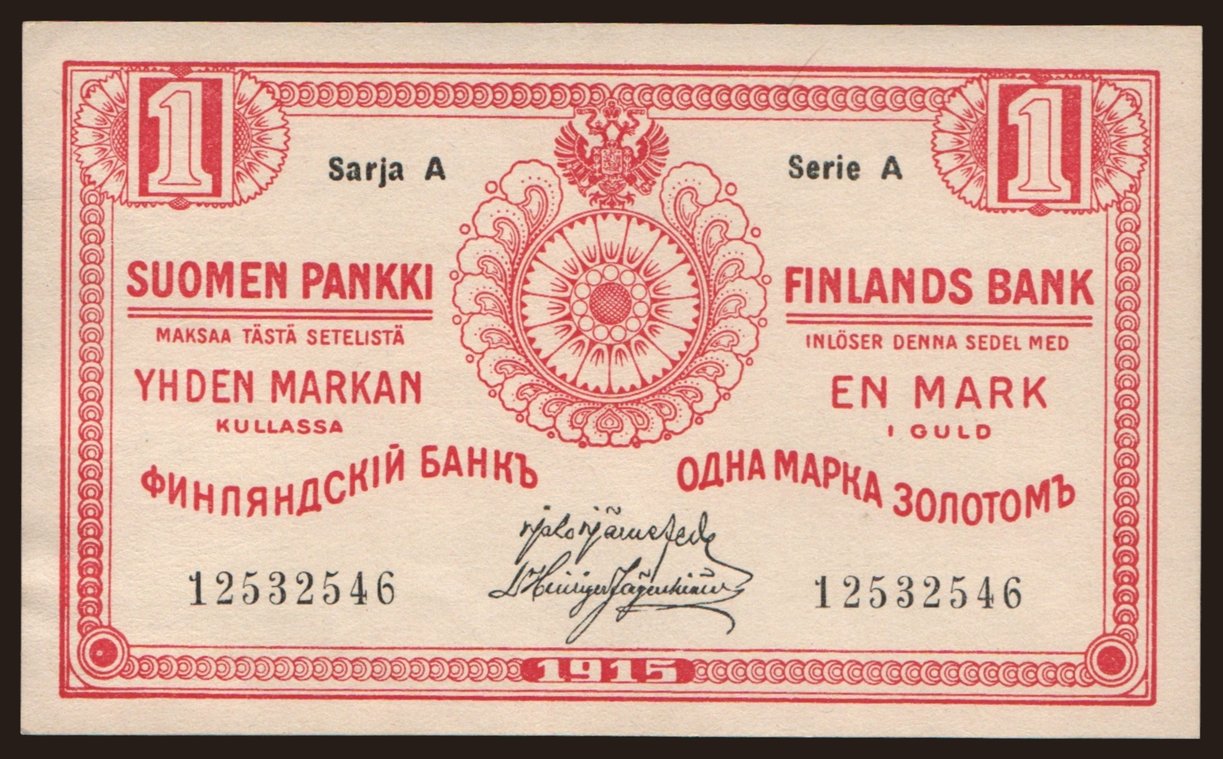 1 1
Sarja A Serie A
SUOMEN PANKKI
MAKSAA TÄSTÄ SETELISTÄ
YHDEN MARKAN
KULLASSA
FINLANDS BANK
INLÖSER DENNA SEDEL MED
EN MARK
I GULD
ФИНЛЯНДСКІЙ БАНКЪ
ОДНА МАРКА ЗОЛОТОМЪ
12532546 12532546
1915